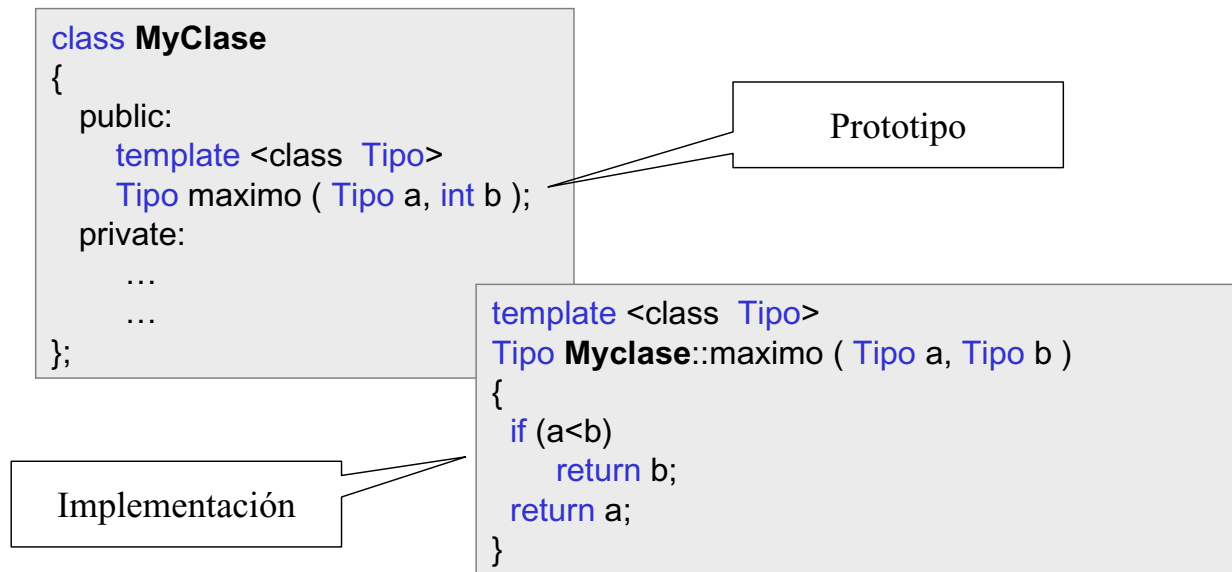 class MyClase
{
public:
template <class Tipo>
Tipo maximo ( Tipo a, int b );
private:
…
…
};
Prototipo
template <class Tipo>
Tipo Myclase::maximo ( Tipo a, Tipo b )
{
if (a<b)
return b;
return a;
}
Implementación